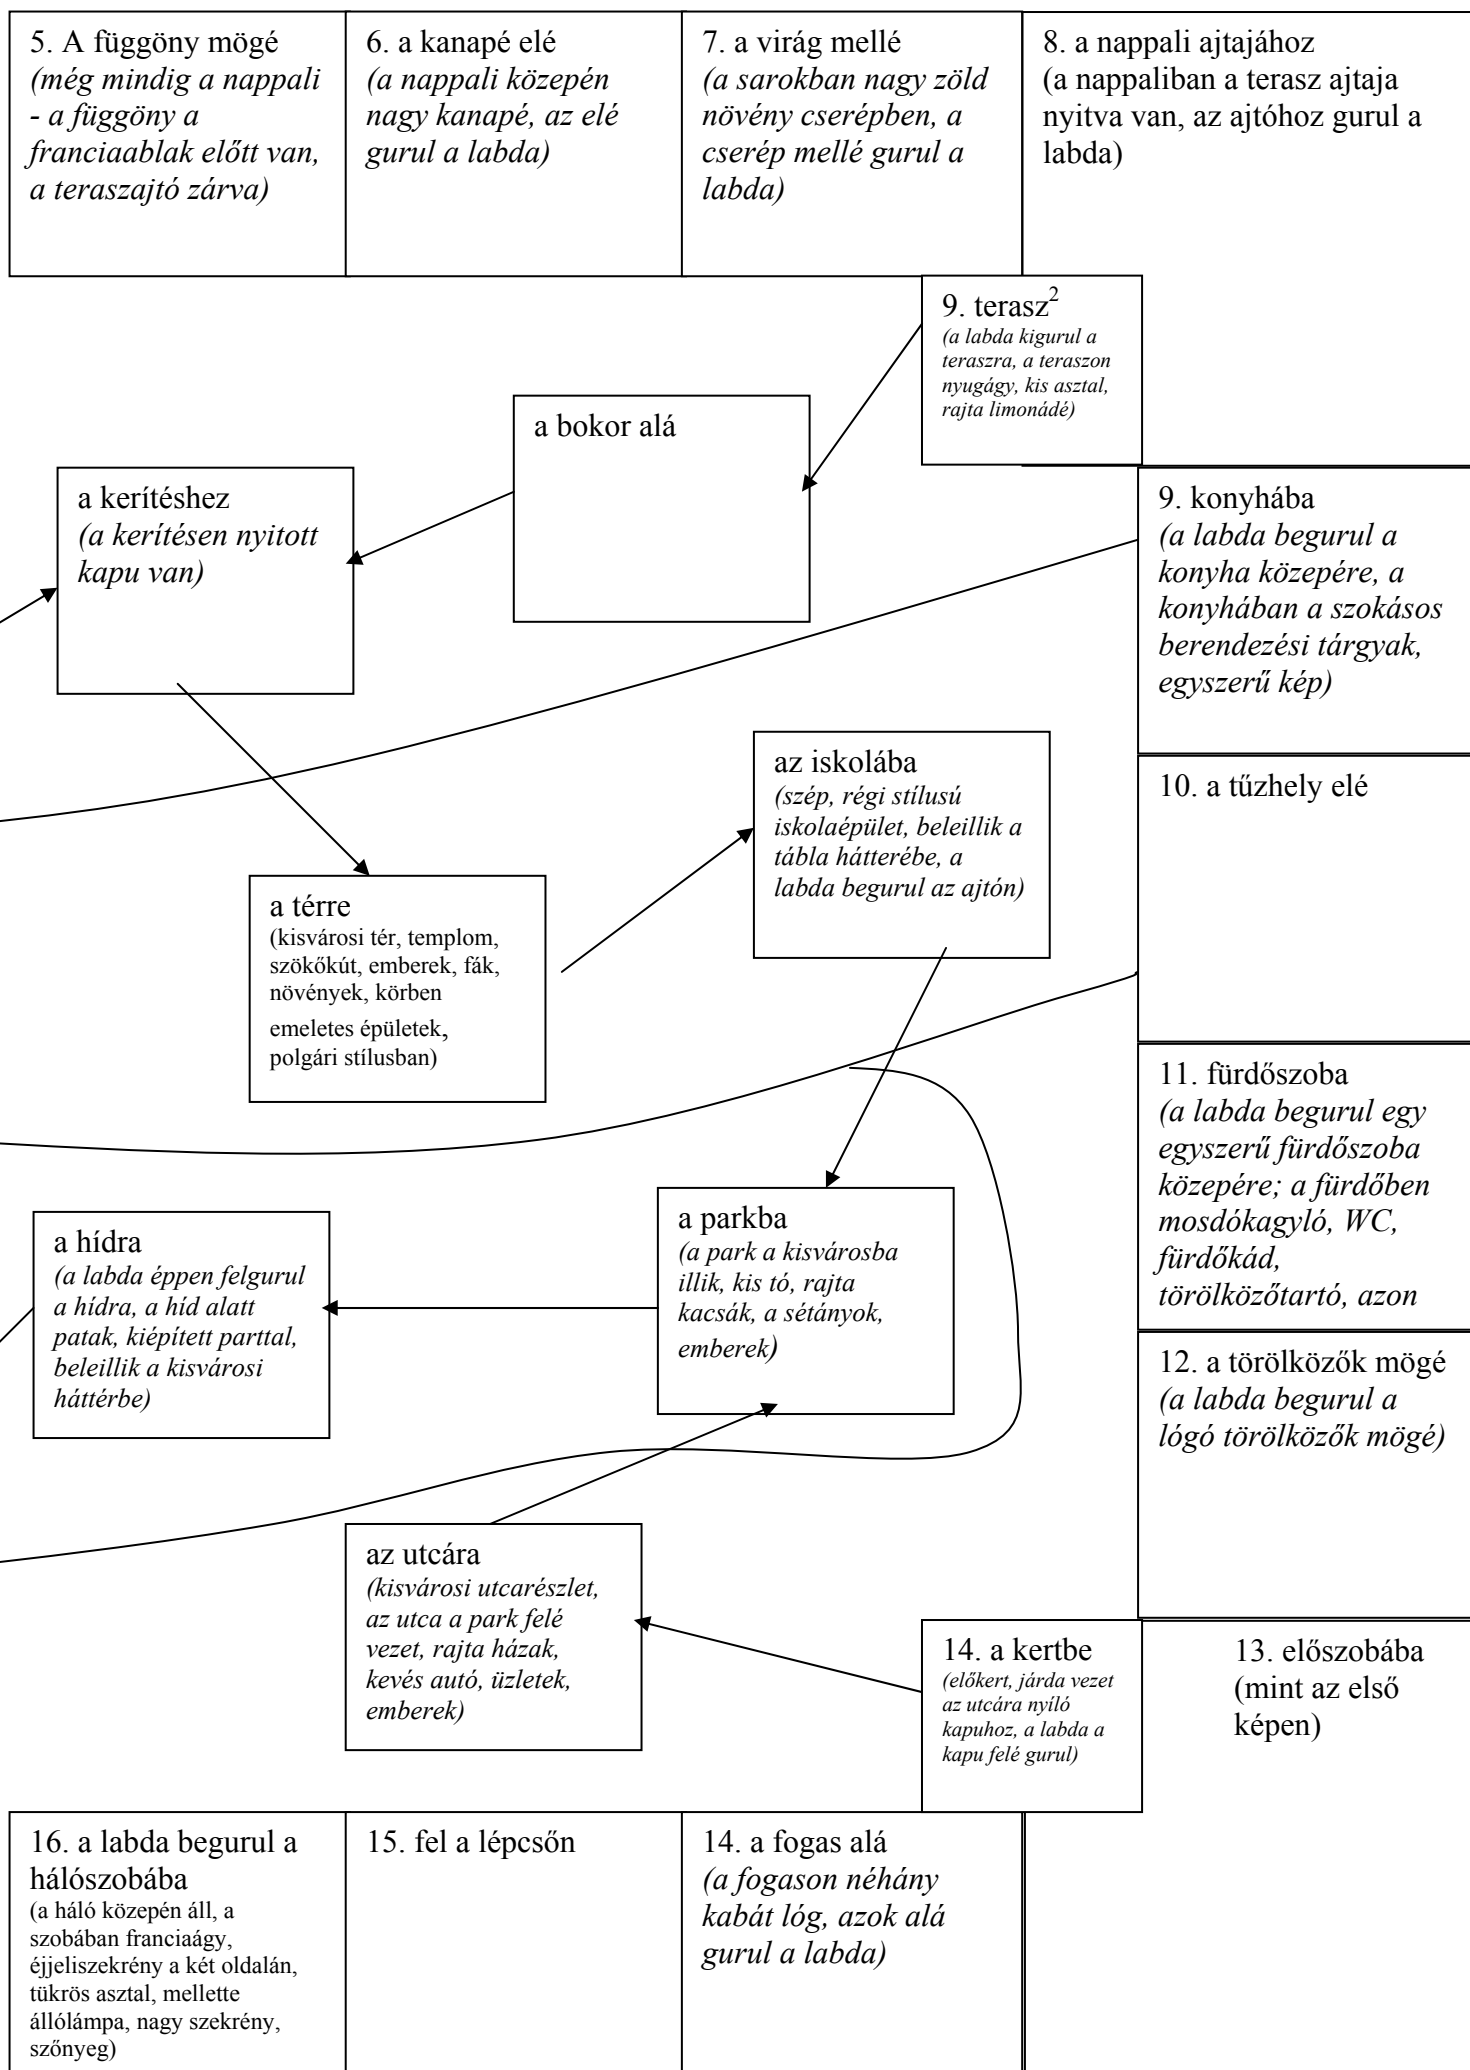 5. A függöny mögé
(még mindig a nappali
- a függöny a
franciaablak előtt van,
a teraszajtó zárva)
6. a kanapé elé
(a nappali közepén
nagy kanapé, az elé
gurul a labda)
7. a virág mellé
(a sarokban nagy zöld
növény cserépben, a
cserép mellé gurul a
labda)
8. a nappali ajtajához
(a nappaliban a terasz ajtaja
nyitva van, az ajtóhoz gurul a
labda)
9. terasz2
(a labda kigurul a
teraszra, a teraszon
nyugágy, kis asztal,
rajta limonádé)
a bokor alá
a kerítéshez
(a kerítésen nyitott
kapu van)
9. konyhába
(a labda begurul a
konyha közepére, a
konyhában a szokásos
berendezési tárgyak,
egyszerű kép)
az iskolába
(szép, régi stílusú
iskolaépület, beleillik a
tábla hátterébe, a
labda begurul az ajtón)
10. a tűzhely elé
a térre
(kisvárosi tér, templom,
szökőkút, emberek, fák,
növények, körben
emeletes épületek,
polgári stílusban)
11. fürdőszoba
(a labda begurul egy
egyszerű fürdőszoba
közepére; a fürdőben
mosdókagyló, WC,
fürdőkád,
törölközőtartó, azon
a parkba
(a park a kisvárosba
illik, kis tó, rajta
kacsák, a sétányok,
emberek)
a hídra
(a labda éppen felgurul
a hídra, a híd alatt
patak, kiépített parttal,
beleillik a kisvárosi
háttérbe)
12. a törölközők mögé
(a labda begurul a
lógó törölközők mögé)
az utcára
(kisvárosi utcarészlet,
az utca a park felé
vezet, rajta házak,
kevés autó, üzletek,
emberek)
14. a kertbe
(előkert, járda vezet
az utcára nyíló
kapuhoz, a labda a
kapu felé gurul)
13. előszobába
(mint az első
képen)
16. a labda begurul a
hálószobába
(a háló közepén áll, a
szobában franciaágy,
éjjeliszekrény a két oldalán,
tükrös asztal, mellette
állólámpa, nagy szekrény,
szőnyeg)
15. fel a lépcsőn
14. a fogas alá
(a fogason néhány
kabát lóg, azok alá
gurul a labda)